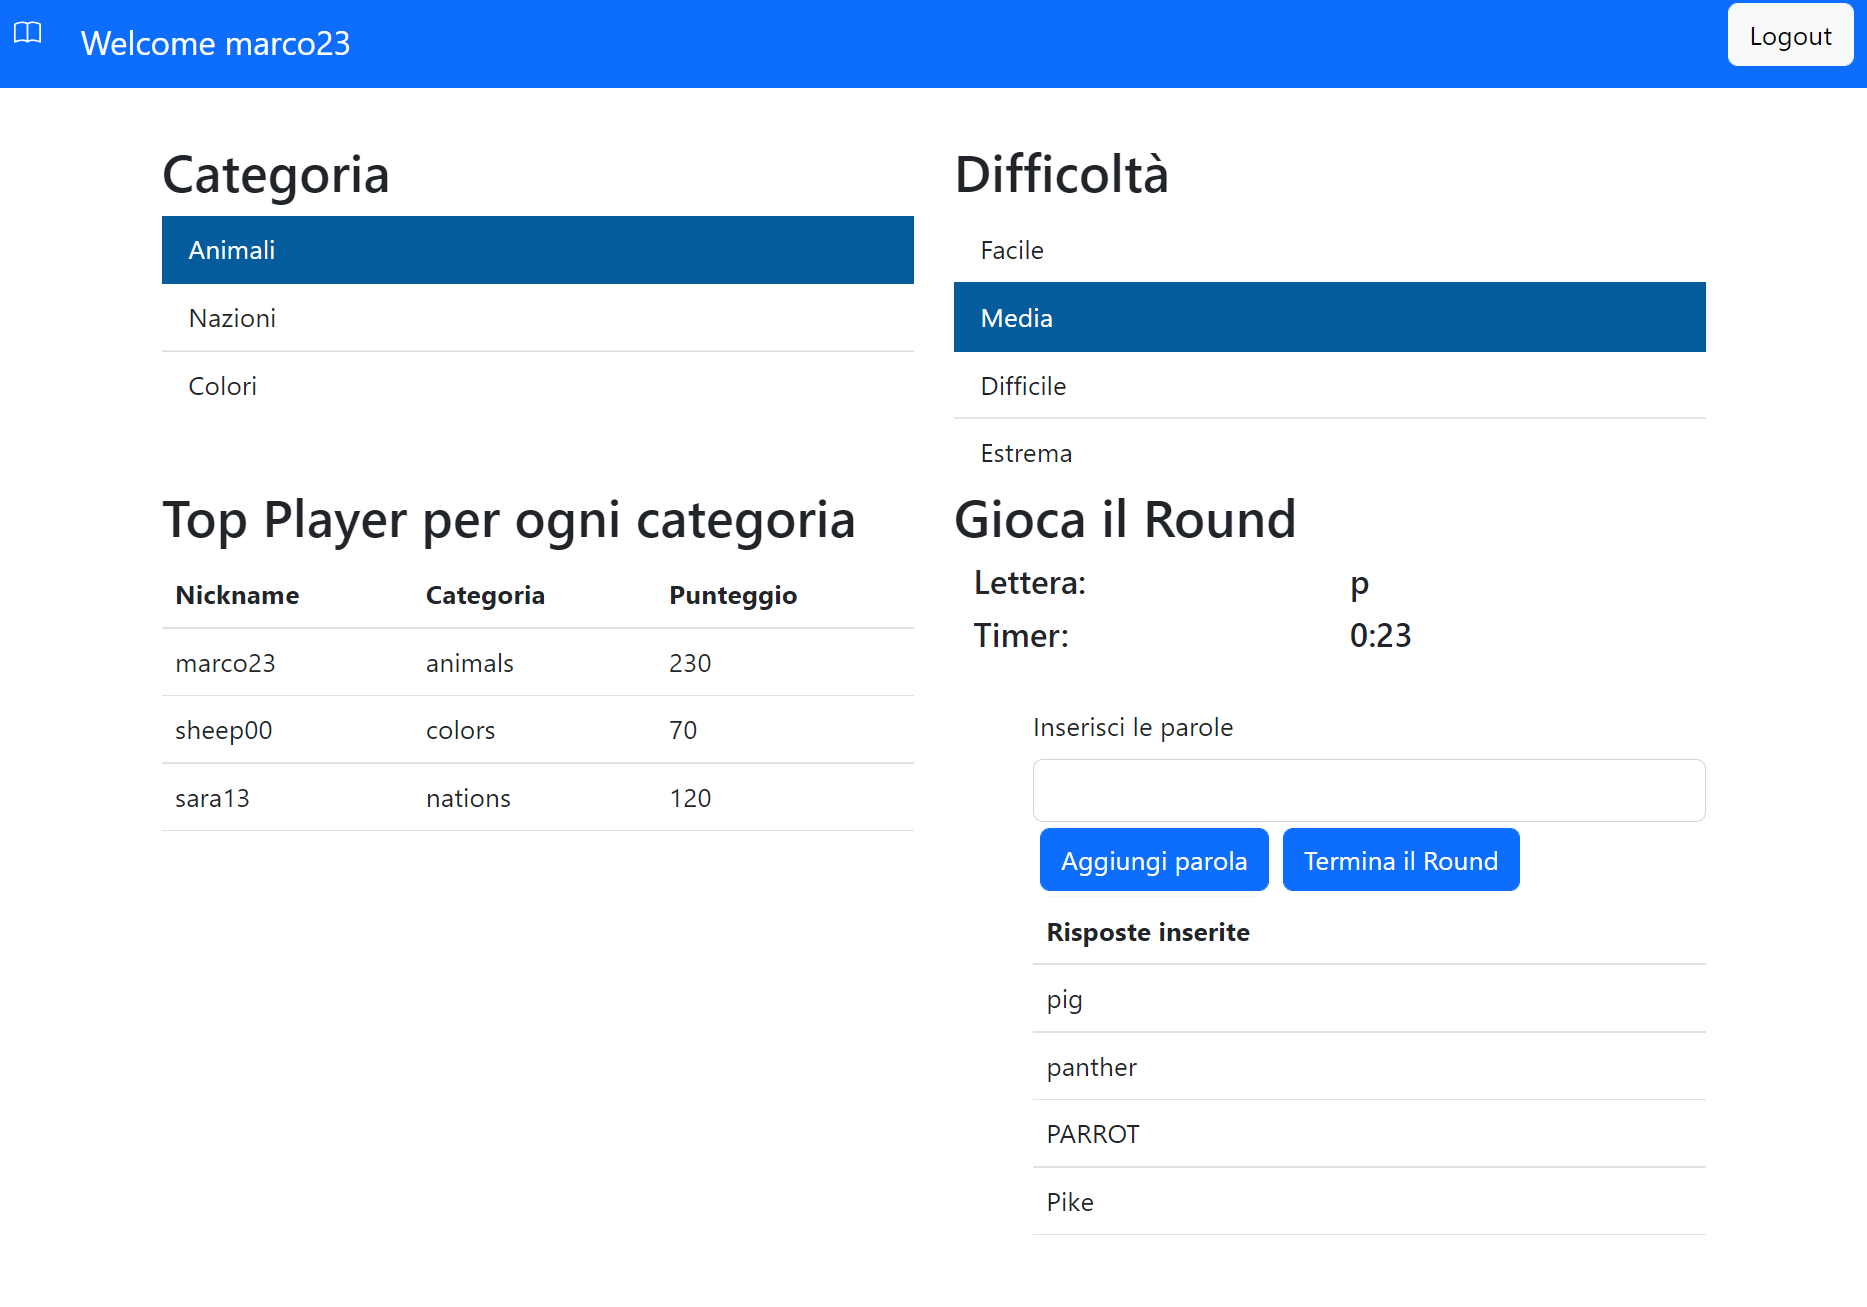 Welcome marco23
Logout
Categoria
Animali
Nazioni
Colori
Difficoltà
Facile
Media
Difficile
Estrema
Top Player per ogni categoria
Nickname Categoria Punteggio
marco23 animals 230
sheep00 colors 70
sara13 nations 120
Gioca il Round
Lettera: p
Timer: 0:23
Inserisci le parole
Aggiungi parola Termina il Round
Risposte inserite
pig
panther
PARROT
Pike